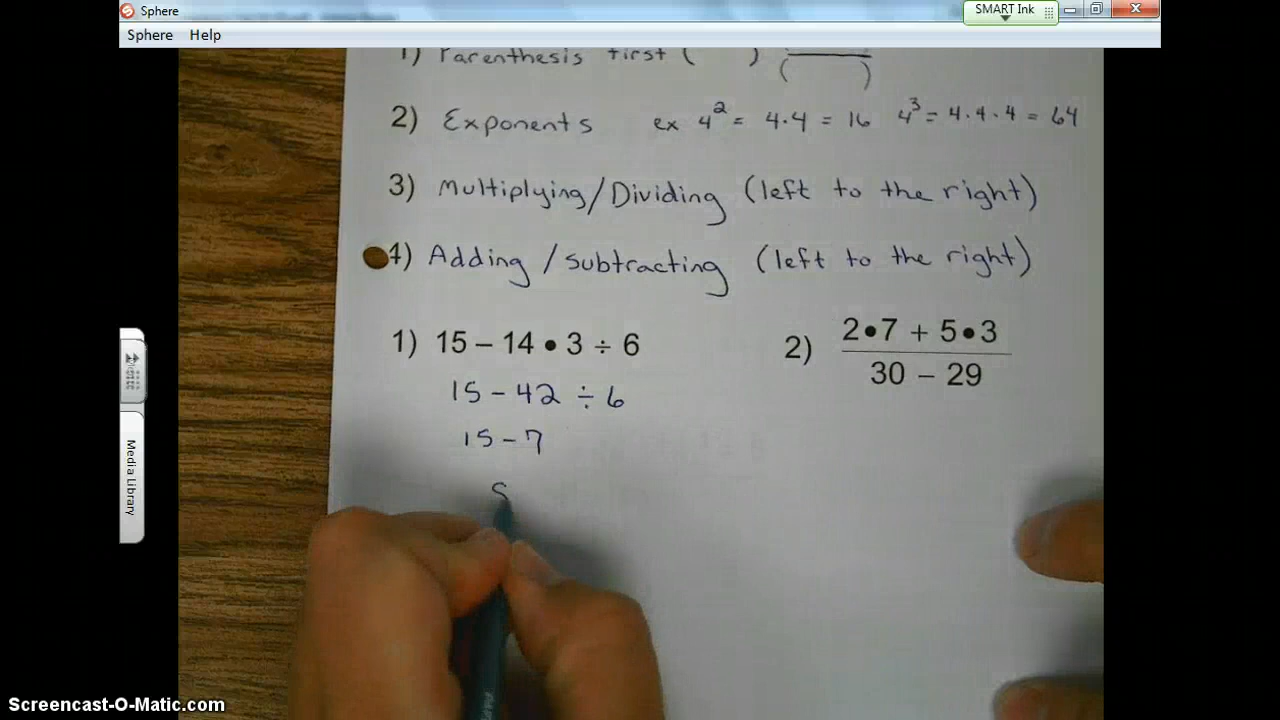 Sphere
SMART Ink
Sphere Help
1) Parenthesis first ( ) ( )
2) Exponents ex 4² = 4·4 = 16 4³ = 4·4·4 = 64
3) Multiplying/Dividing (left to the right)
4) Adding/subtracting (left to the right)
1) 15 – 14 • 3 ÷ 6
15 - 42 ÷ 6
15 - 7
2) 2•7 + 5•3
30 – 29
Media Library
Screencast-O-Matic.com